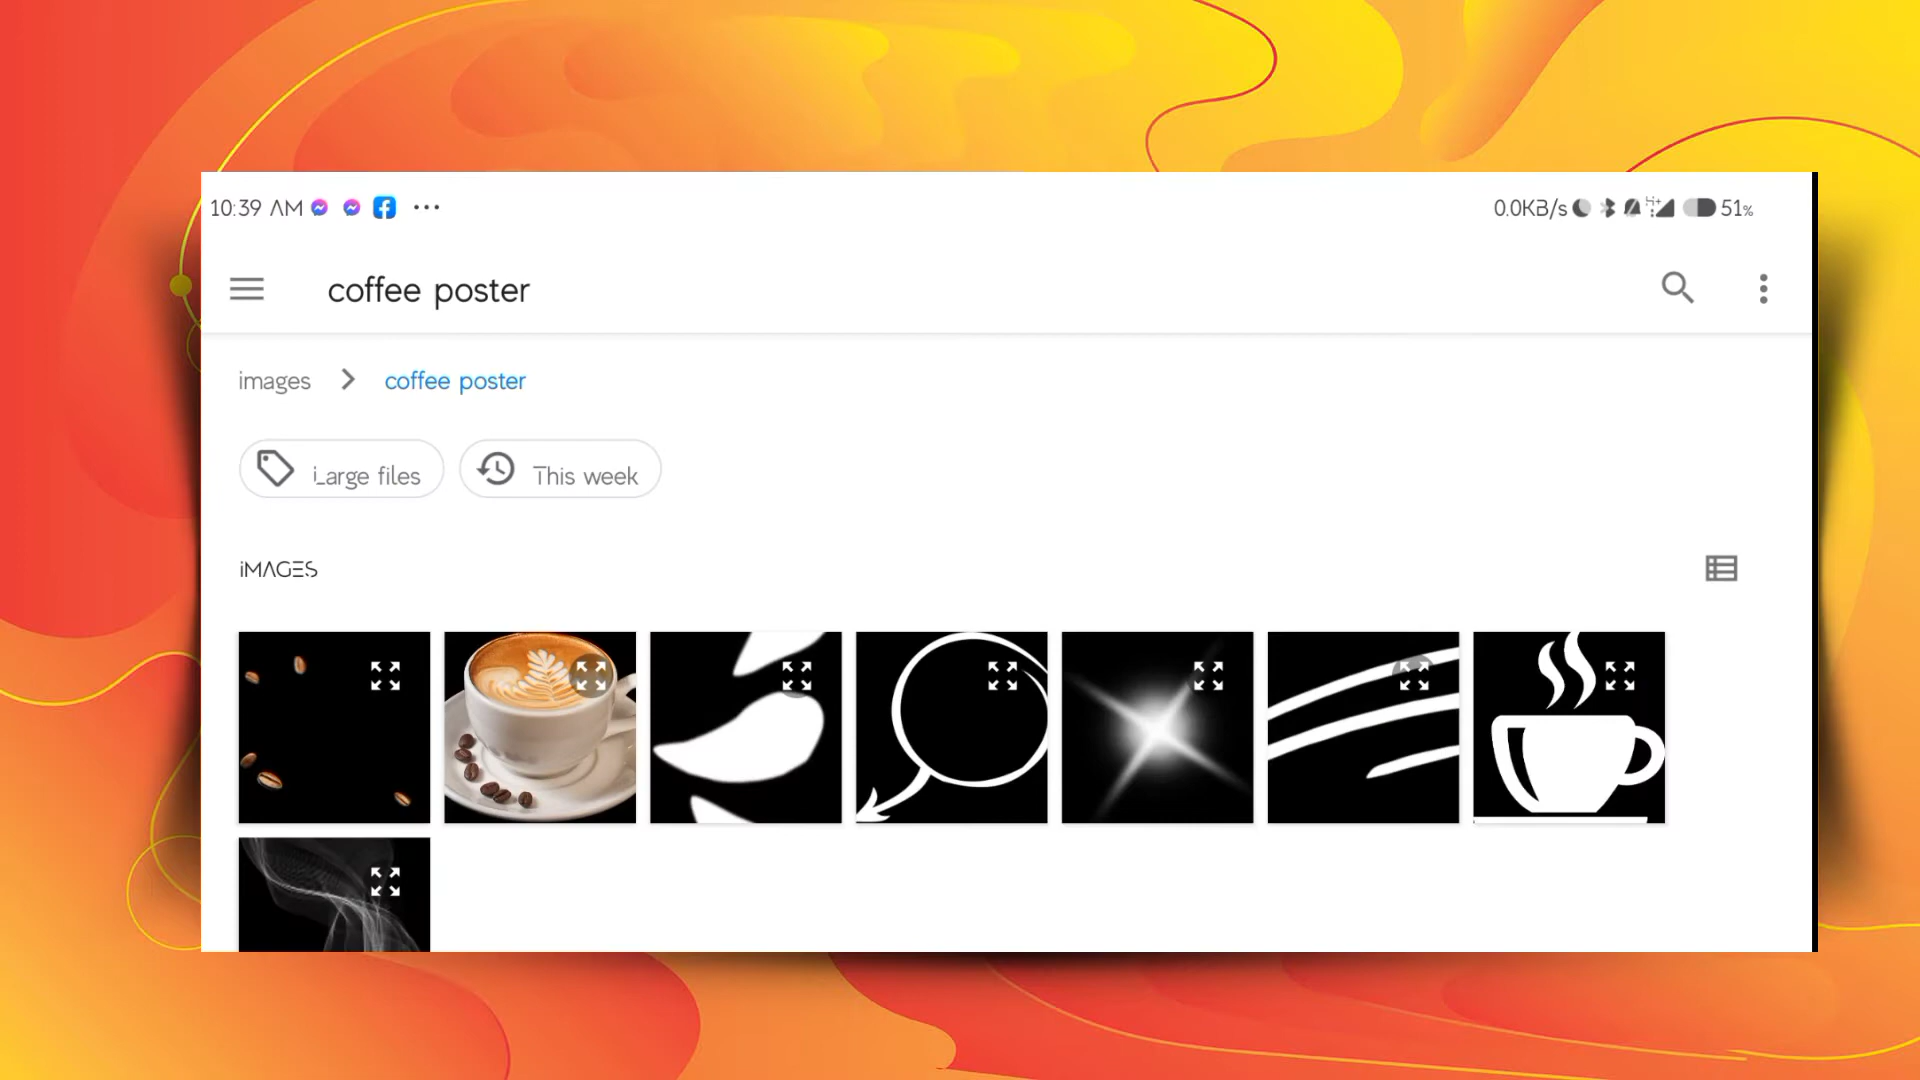 10:39 AM ... 0.0KB/s H+ 51%
coffee poster
images > coffee poster
Large files This week
iMAGES